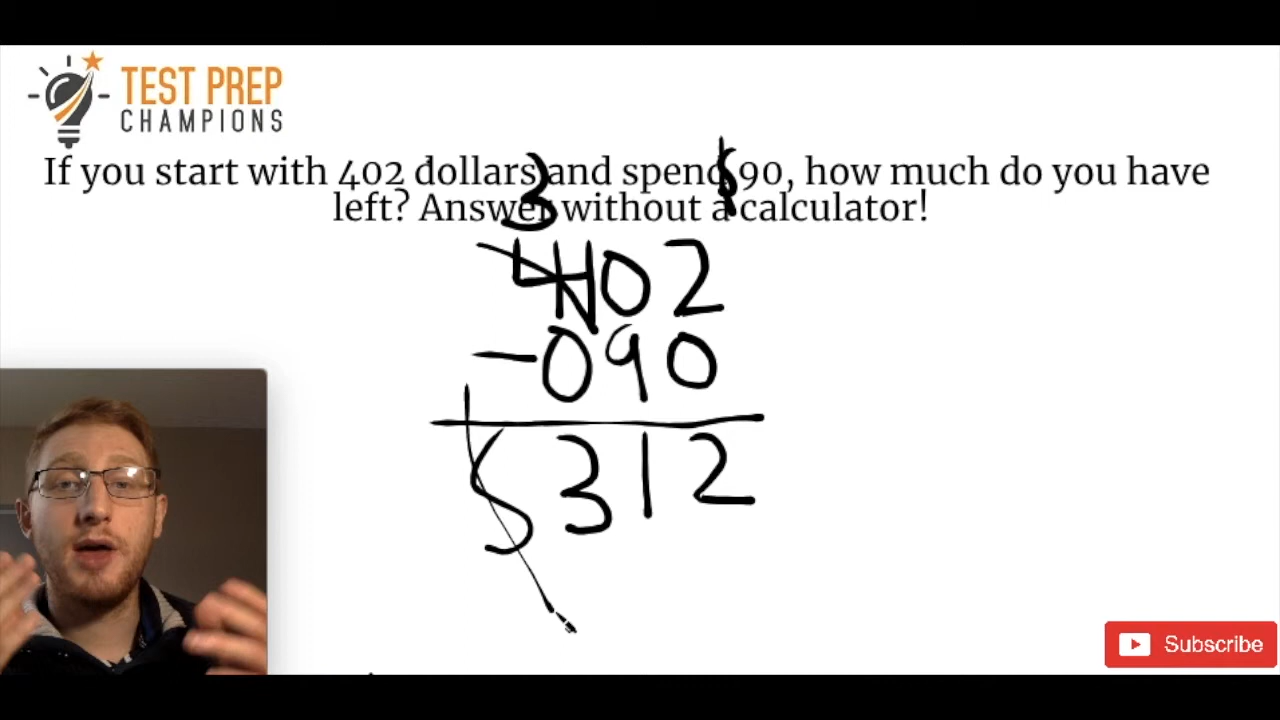 TEST PREP
CHAMPIONS
If you start with 402 dollars and spend $90, how much do you have
left? Answer without a calculator!
3
4102
-090
$312
Subscribe